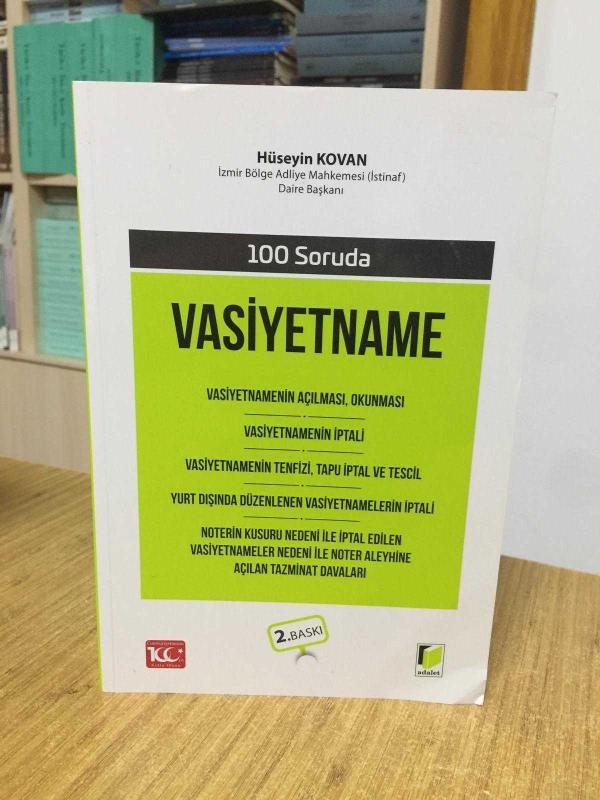 Hüseyin KOVAN
İzmir Bölge Adliye Mahkemesi (İstinaf)
Daire Başkanı
100 Soruda
VASİYETNAME
VASİYETNAMENİN AÇILMASI, OKUNMASI
VASİYETNAMENİN İPTALİ
VASİYETNAMENİN TENFİZİ, TAPU İPTAL VE TESCİL
YURT DIŞINDA DÜZENLENEN VASİYETNAMELERİN İPTALİ
NOTERİN KUSURU NEDENİ İLE İPTAL EDİLEN
VASİYETNAMELER NEDENİ İLE NOTER ALEYHİNE
AÇILAN TAZMİNAT DAVALARI
2.BASKI
100
adalet